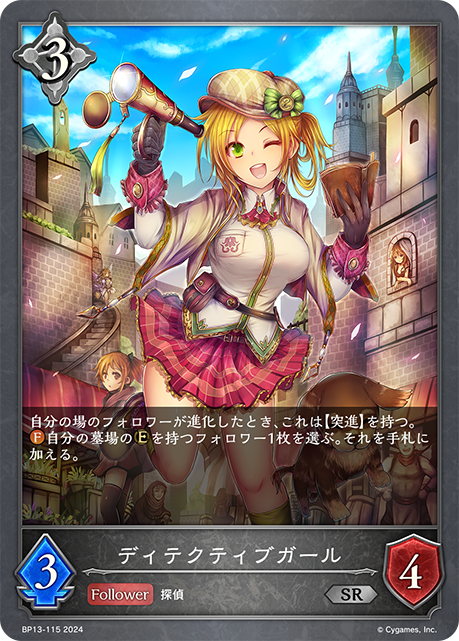 3
自分の場のフォロワーが進化したとき、これは【突進】を持つ。
F自分の墓場のEを持つフォロワー1枚を選ぶ。それを手札に
加える。
3
ディテクティブガール
4
Follower 探偵
SR
BP13-115 2024
© Cygames, Inc.